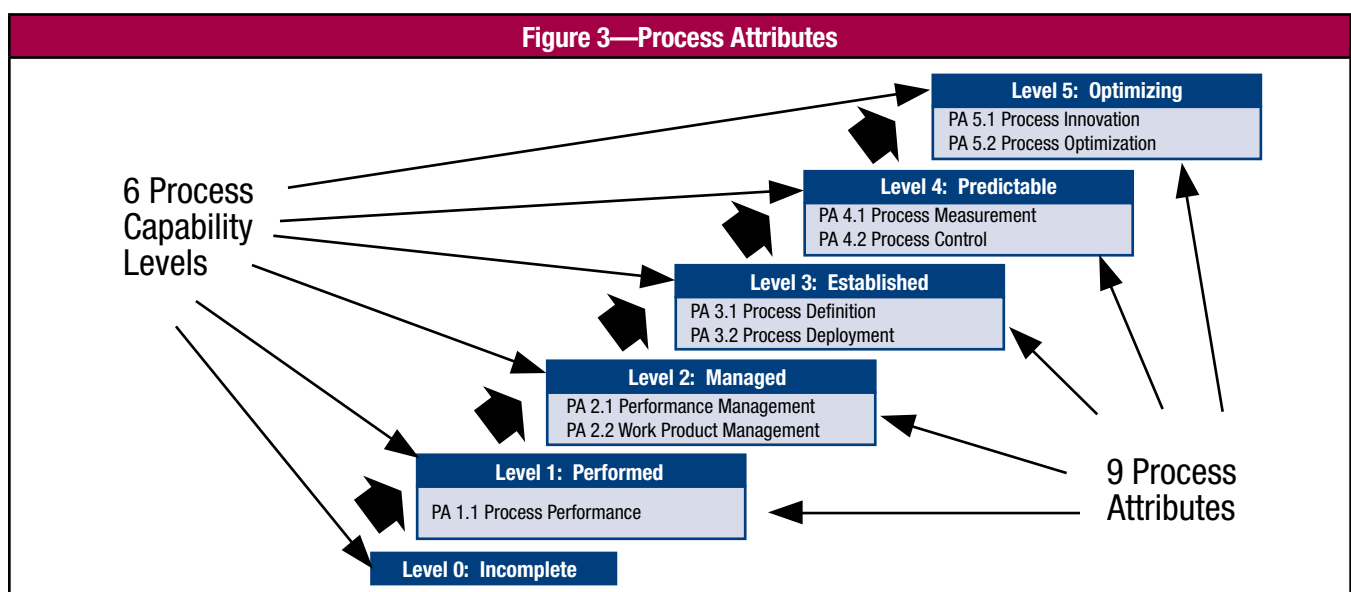 Figure 3—Process Attributes
Level 5: Optimizing
PA 5.1 Process Innovation
PA 5.2 Process Optimization
6 Process
Capability
Levels
Level 4: Predictable
PA 4.1 Process Measurement
PA 4.2 Process Control
Level 3: Established
PA 3.1 Process Definition
PA 3.2 Process Deployment
Level 2: Managed
PA 2.1 Performance Management
PA 2.2 Work Product Management
Level 1: Performed
PA 1.1 Process Performance
9 Process
Attributes
Level 0: Incomplete